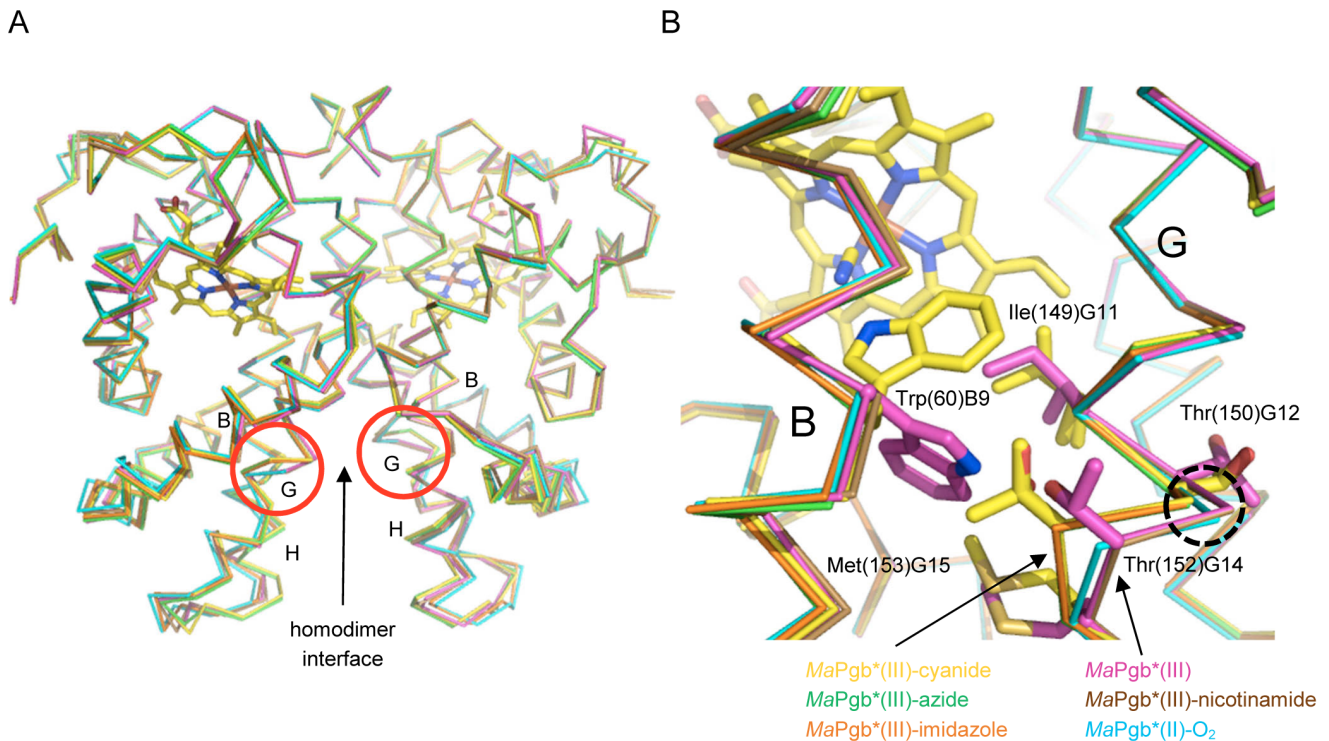 A
B
B
B
G
G
H
H
homodimer
interface
G
Ile(149)G11
Trp(60)B9
Thr(150)G12
B
Met(153)G15
Thr(152)G14
MaPgb*(III)-cyanide
MaPgb*(III)
MaPgb*(III)-azide
MaPgb*(III)-nicotinamide
MaPgb*(III)-imidazole
MaPgb*(II)-O₂